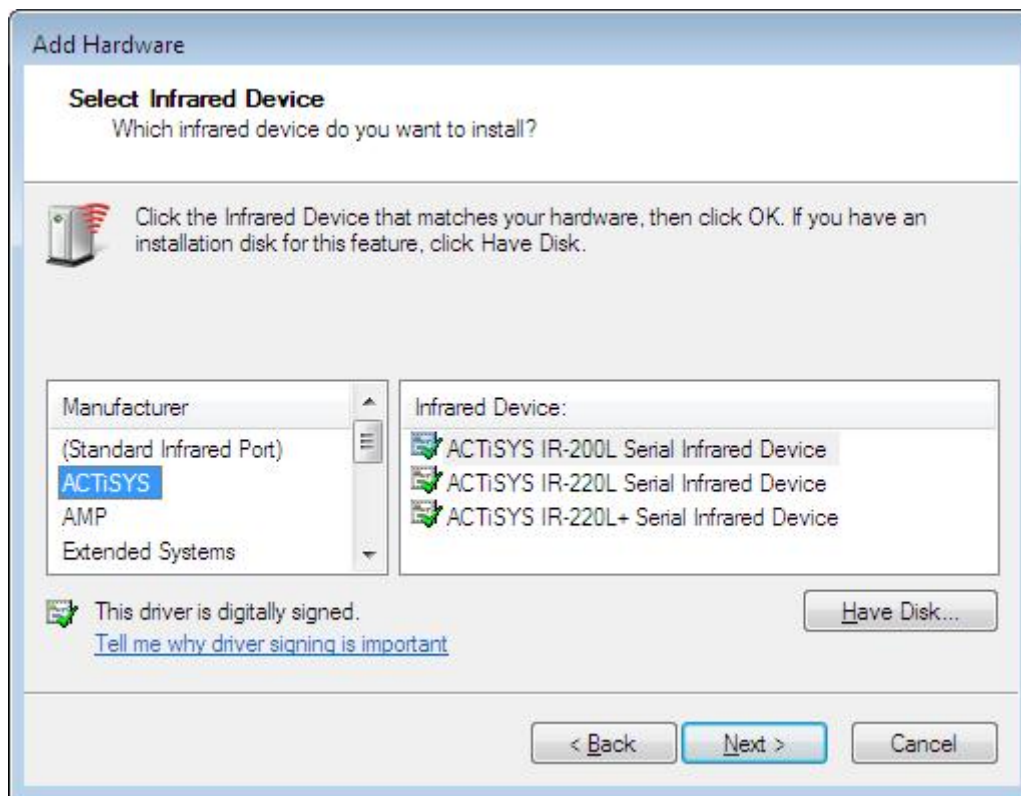 Add Hardware
Select Infrared Device
Which infrared device do you want to install?
Click the Infrared Device that matches your hardware, then click OK. If you have an
installation disk for this feature, click Have Disk.
Manufacturer
(Standard Infrared Port)
ACTiSYS
AMP
Extended Systems
Infrared Device:
ACTiSYS IR-200L Serial Infrared Device
ACTiSYS IR-220L Serial Infrared Device
ACTiSYS IR-220L+ Serial Infrared Device
This driver is digitally signed.
Tell me why driver signing is important
Have Disk...
< Back
Next >
Cancel